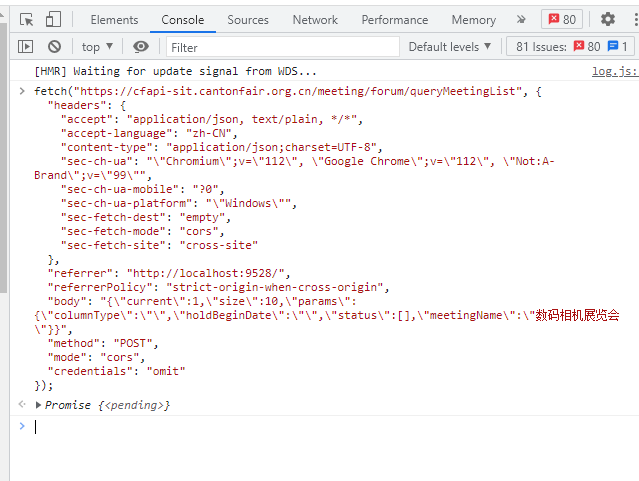 Elements Console Sources Network Performance Memory » 80
top Filter Default levels 81 Issues: 80 1
[HMR] Waiting for update signal from WDS... log.js:
fetch("https://cfapi-sit.cantonfair.org.cn/meeting/forum/queryMeetingList", {
"headers": {
"accept": "application/json, text/plain, */*",
"accept-language": "zh-CN",
"content-type": "application/json;charset=UTF-8",
"sec-ch-ua": "\"Chromium\";v=\"112\", \"Google Chrome\";v=\"112\", \"Not:A-
Brand\";v=\"99\"",
"sec-ch-ua-mobile": "?0",
"sec-ch-ua-platform": "\"Windows\"",
"sec-fetch-dest": "empty",
"sec-fetch-mode": "cors",
"sec-fetch-site": "cross-site"
},
"referrer": "http://localhost:9528/",
"referrerPolicy": "strict-origin-when-cross-origin",
"body": "{\"current\":1,\"size\":10,\"params\":
{\"columnType\":\"\",\"holdBeginDate\":\"\",\"status\":[],\"meetingName\":\"数码相机展览会
\"}}",
"method": "POST",
"mode": "cors",
"credentials": "omit"
});
Promise {<pending>}